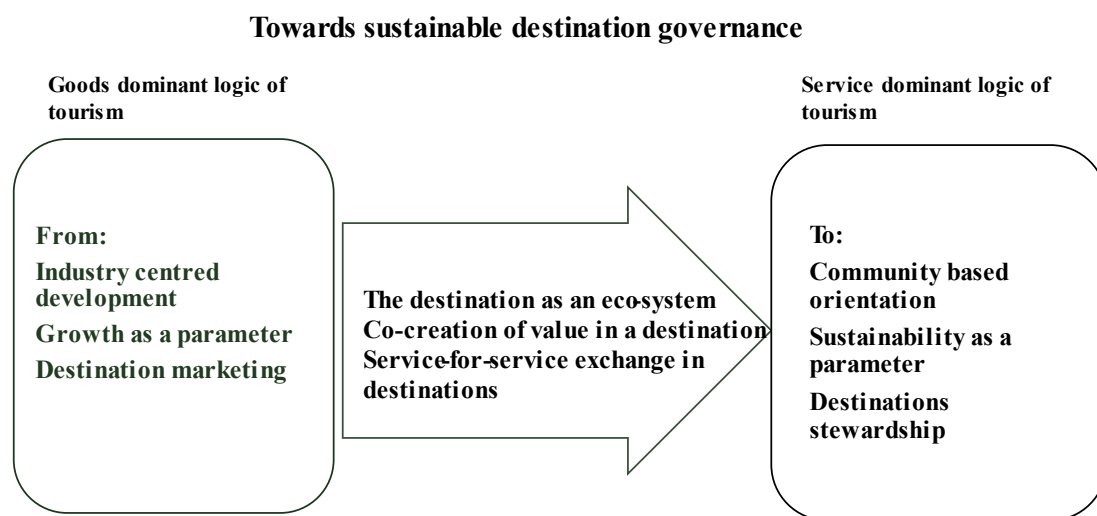 Towards sustainable destination governance
Goods dominant logic of
tourism
From:
Industry centred
development
Growth as a parameter
Destination marketing
The destination as an eco-system
Co-creation of value in a destination
Service-for-service exchange in
destinations
Service dominant logic of
tourism
To:
Community based
orientation
Sustainability as a
parameter
Destinations
stewardship